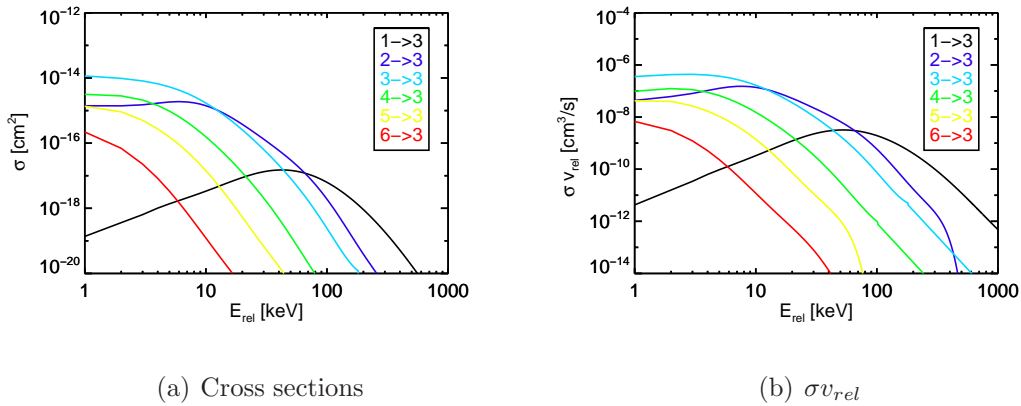 10⁻¹²
10⁻¹⁴
10⁻¹⁶
10⁻¹⁸
10⁻²⁰
σ [cm²]
1->3
2->3
3->3
4->3
5->3
6->3
1 10 100 1000
E_rel [keV]
(a) Cross sections
10⁻⁴
10⁻⁶
10⁻⁸
10⁻¹⁰
10⁻¹²
10⁻¹⁴
σ v_rel [cm³/s]
1->3
2->3
3->3
4->3
5->3
6->3
1 10 100 1000
E_rel [keV]
(b) σv_rel